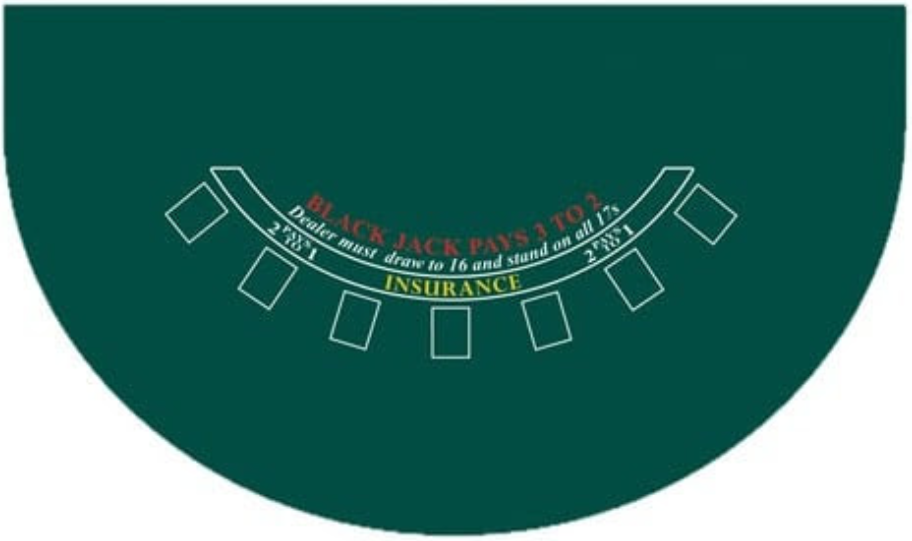 BLACK JACK PAYS 3 TO 2
Dealer must draw to 16 and stand on all 17s
2 PAYS TO 1
INSURANCE
2 PAYS TO 1